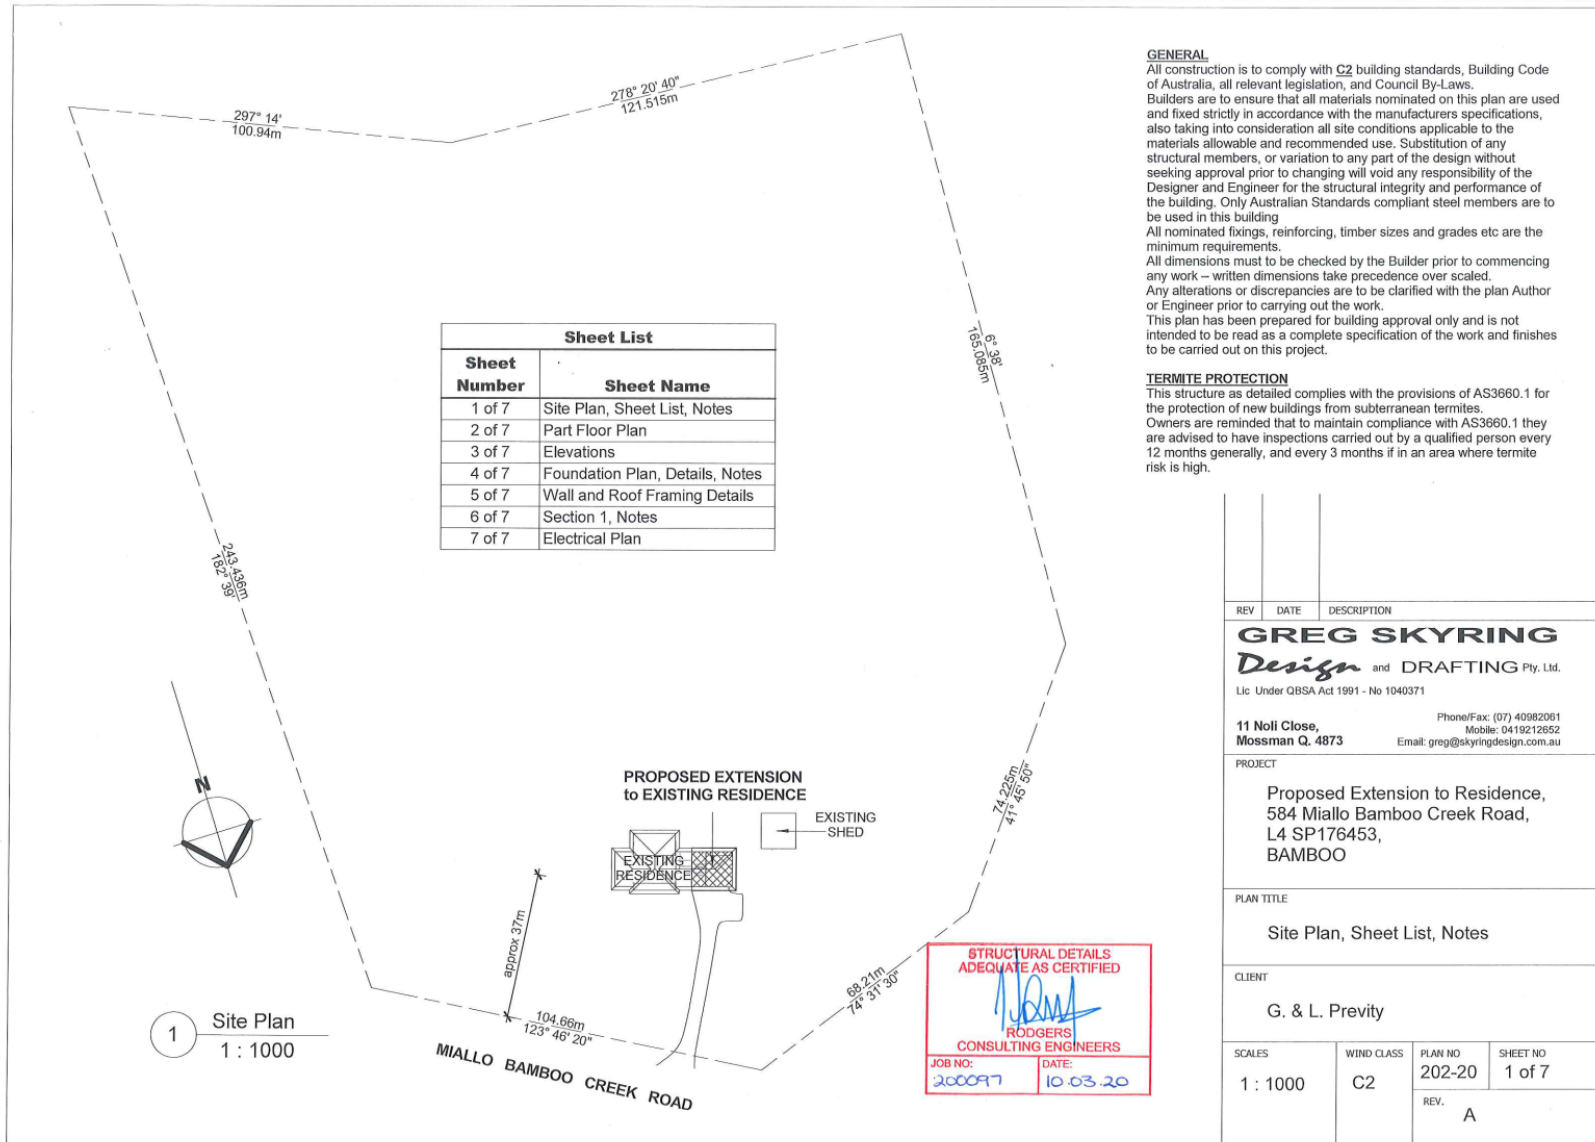 297° 14'
100.94m
278° 20' 40"
121.515m
6° 38'
165.085m
243.436m
182° 39'
74.225m
41° 45' 50"
68.21m
74° 31' 30"
104.66m
123° 46' 20"
approx 37m
Sheet List
Sheet
Number
Sheet Name
1 of 7 Site Plan, Sheet List, Notes
2 of 7 Part Floor Plan
3 of 7 Elevations
4 of 7 Foundation Plan, Details, Notes
5 of 7 Wall and Roof Framing Details
6 of 7 Section 1, Notes
7 of 7 Electrical Plan
N
PROPOSED EXTENSION
to EXISTING RESIDENCE
EXISTING
SHED
EXISTING
RESIDENCE
MIALLO BAMBOO CREEK ROAD
1
Site Plan
1 : 1000
STRUCTURAL DETAILS
ADEQUATE AS CERTIFIED
RODGERS
CONSULTING ENGINEERS
JOB NO:
200097
DATE:
10.03.20
GENERAL
All construction is to comply with C2 building standards, Building Code
of Australia, all relevant legislation, and Council By-Laws.
Builders are to ensure that all materials nominated on this plan are used
and fixed strictly in accordance with the manufacturers specifications,
also taking into consideration all site conditions applicable to the
materials allowable and recommended use. Substitution of any
structural members, or variation to any part of the design without
seeking approval prior to changing will void any responsibility of the
Designer and Engineer for the structural integrity and performance of
the building. Only Australian Standards compliant steel members are to
be used in this building
All nominated fixings, reinforcing, timber sizes and grades etc are the
minimum requirements.
All dimensions must to be checked by the Builder prior to commencing
any work – written dimensions take precedence over scaled.
Any alterations or discrepancies are to be clarified with the plan Author
or Engineer prior to carrying out the work.
This plan has been prepared for building approval only and is not
intended to be read as a complete specification of the work and finishes
to be carried out on this project.
TERMITE PROTECTION
This structure as detailed complies with the provisions of AS3660.1 for
the protection of new buildings from subterranean termites.
Owners are reminded that to maintain compliance with AS3660.1 they
are advised to have inspections carried out by a qualified person every
12 months generally, and every 3 months if in an area where termite
risk is high.
REV DATE DESCRIPTION
GREG SKYRING
Design and DRAFTING Pty. Ltd.
Lic Under QBSA Act 1991 - No 1040371
11 Noli Close,
Mossman Q. 4873
Phone/Fax: (07) 40982061
Mobile: 0419212652
Email: greg@skyringdesign.com.au
PROJECT
Proposed Extension to Residence,
584 Miallo Bamboo Creek Road,
L4 SP176453,
BAMBOO
PLAN TITLE
Site Plan, Sheet List, Notes
CLIENT
G. & L. Previty
SCALES
1 : 1000
WIND CLASS
C2
PLAN NO
202-20
SHEET NO
1 of 7
REV.
A